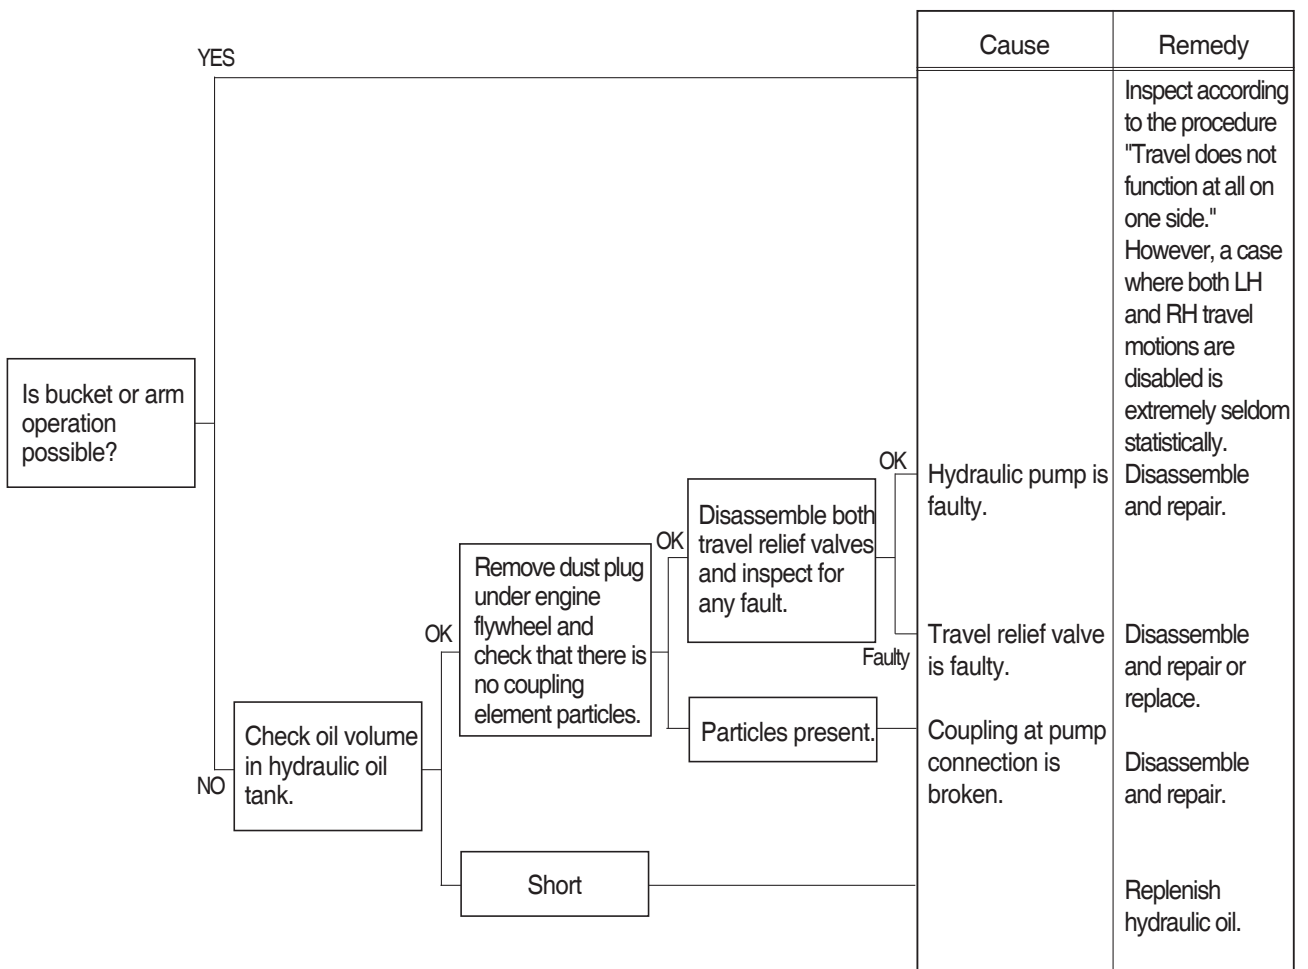 Cause
Remedy
YES
Inspect according
to the procedure
"Travel does not
function at all on
one side."
However, a case
where both LH
and RH travel
motions are
disabled is
extremely seldom
statistically.
Is bucket or arm
operation
possible?
OK
Hydraulic pump is
faulty.
Disassemble
and repair.
Disassemble both
travel relief valves
and inspect for
any fault.
OK
Remove dust plug
under engine
flywheel and
check that there is
no coupling
element particles.
OK
Faulty
Travel relief valve
is faulty.
Disassemble
and repair or
replace.
Particles present.
Coupling at pump
connection is
broken.
Disassemble
and repair.
Check oil volume
in hydraulic oil
tank.
NO
Short
Replenish
hydraulic oil.